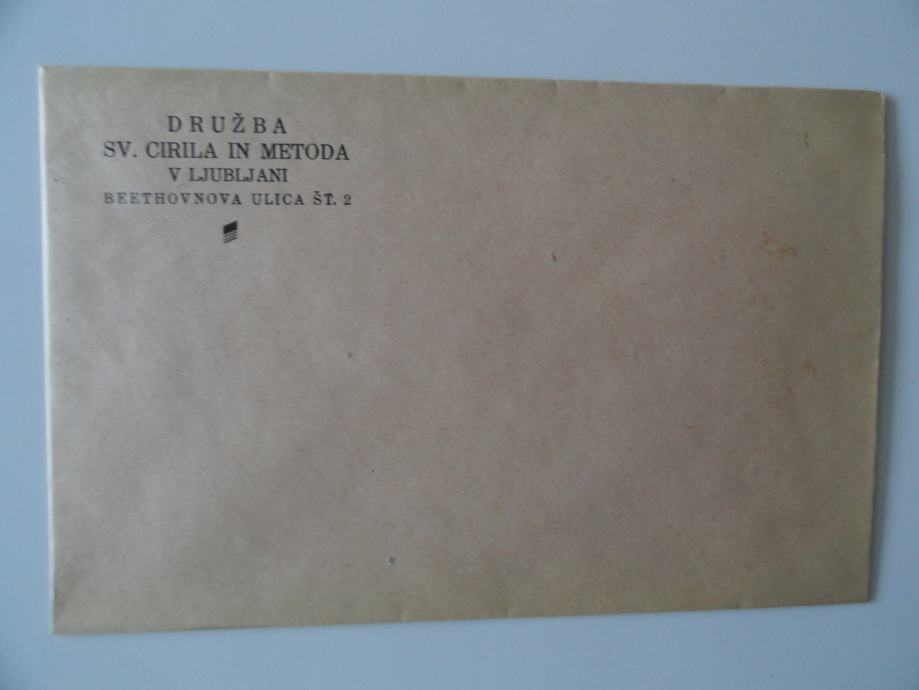 DRUŽBA
SV. CIRILA IN METODA
V LJUBLJANI
BEETHOVNOVA ULICA ŠT. 2